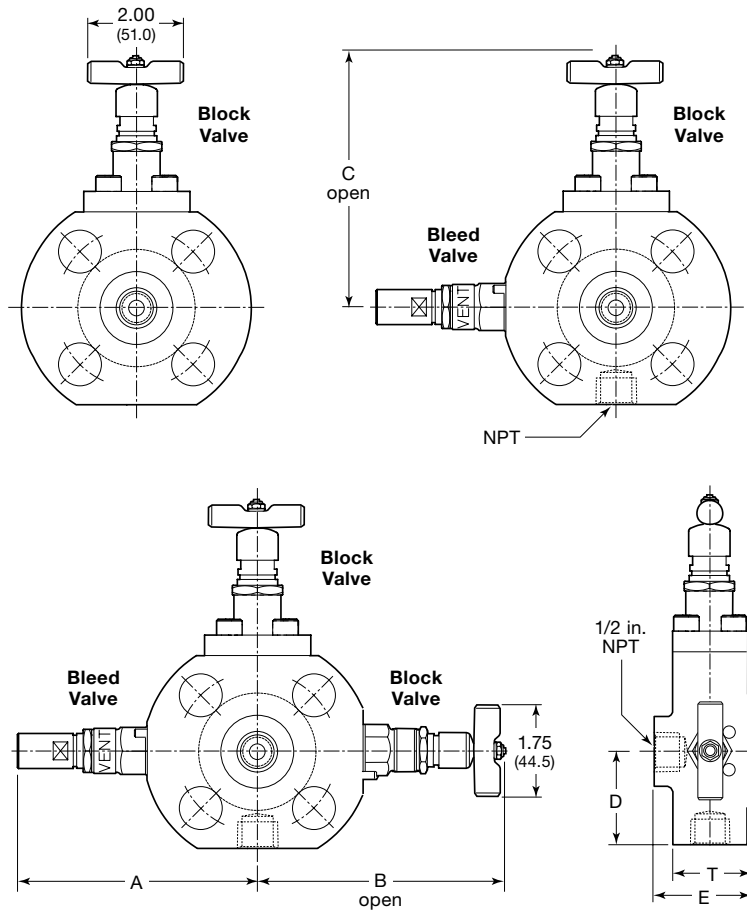 2.00
(51.0)
Block
Valve
C
open
Block
Valve
Bleed
Valve
VENT
NPT
Block
Valve
Bleed
Valve
VENT
Block
Valve
1.75
(44.5)
A
B
open
1/2 in.
NPT
D
T
E